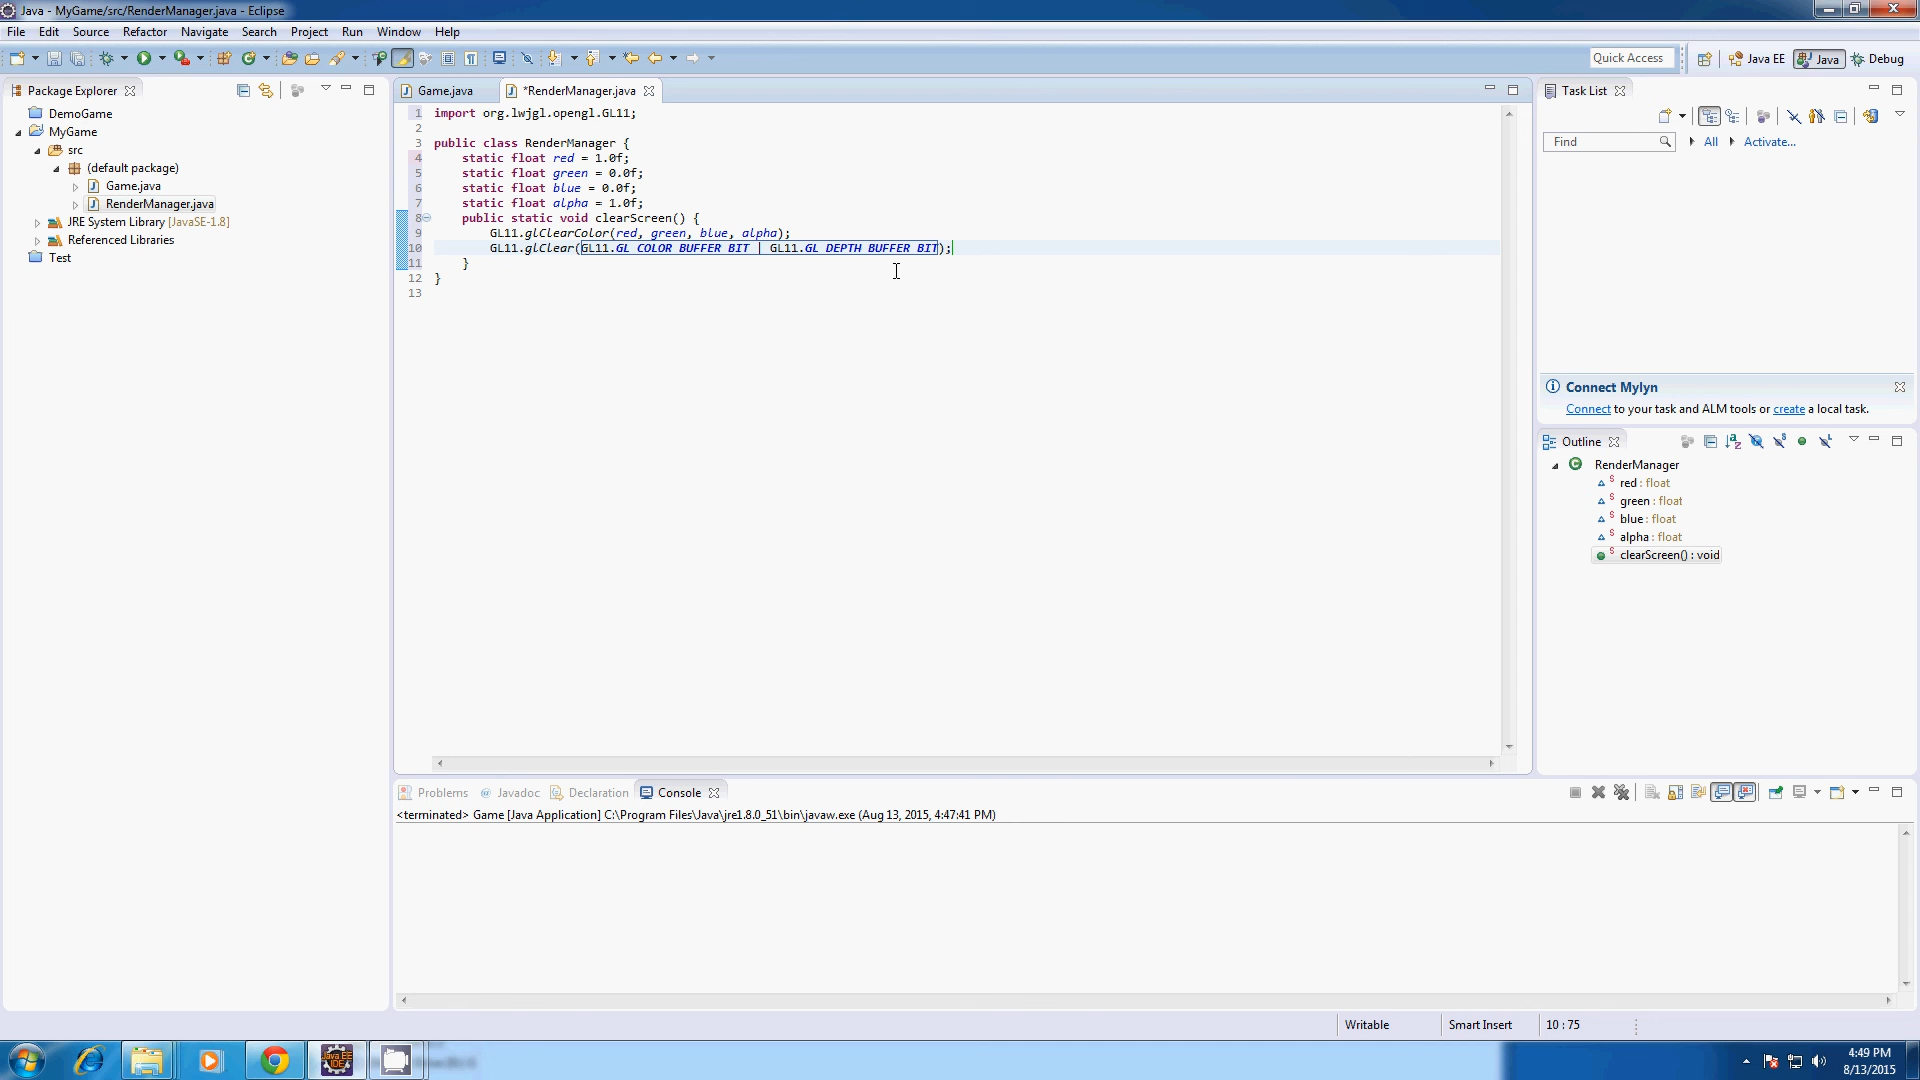 Java - MyGame/src/RenderManager.java - Eclipse
File Edit Source Refactor Navigate Search Project Run Window Help
Quick Access Java EE Java Debug
Package Explorer
DemoGame
MyGame
src
(default package)
Game.java
RenderManager.java
JRE System Library [JavaSE-1.8]
Referenced Libraries
Test
Game.java *RenderManager.java
1 import org.lwjgl.opengl.GL11;
2
3 public class RenderManager {
4 static float red = 1.0f;
5 static float green = 0.0f;
6 static float blue = 0.0f;
7 static float alpha = 1.0f;
8 public static void clearScreen() {
9 GL11.glClearColor(red, green, blue, alpha);
10 GL11.glClear(GL11.GL_COLOR_BUFFER_BIT | GL11.GL_DEPTH_BUFFER_BIT);
11 }
12 }
13
Task List
Find All Activate...
Connect Mylyn
Connect to your task and ALM tools or create a local task.
Outline
RenderManager
red : float
green : float
blue : float
alpha : float
clearScreen() : void
Problems Javadoc Declaration Console
<terminated> Game [Java Application] C:\Program Files\Java\jre1.8.0_51\bin\javaw.exe (Aug 13, 2015, 4:47:41 PM)
Writable Smart Insert 10 : 75
Java EE
IDE
4:49 PM
8/13/2015